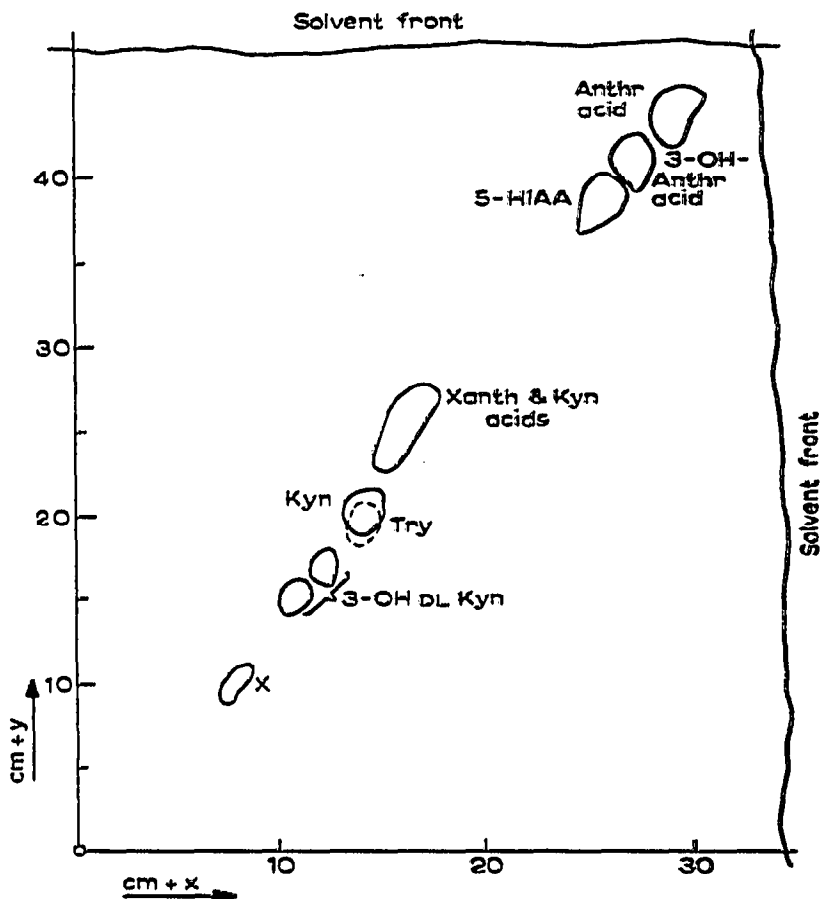 Solvent front
Anthr
acid
3-OH-
Anthr
acid
5-H1AA
40
30
Xanth & Kyn
acids
Kyn
20
Try
3-OH DL Kyn
10
X
cm + y
Solvent front
0
10
20
30
cm + x